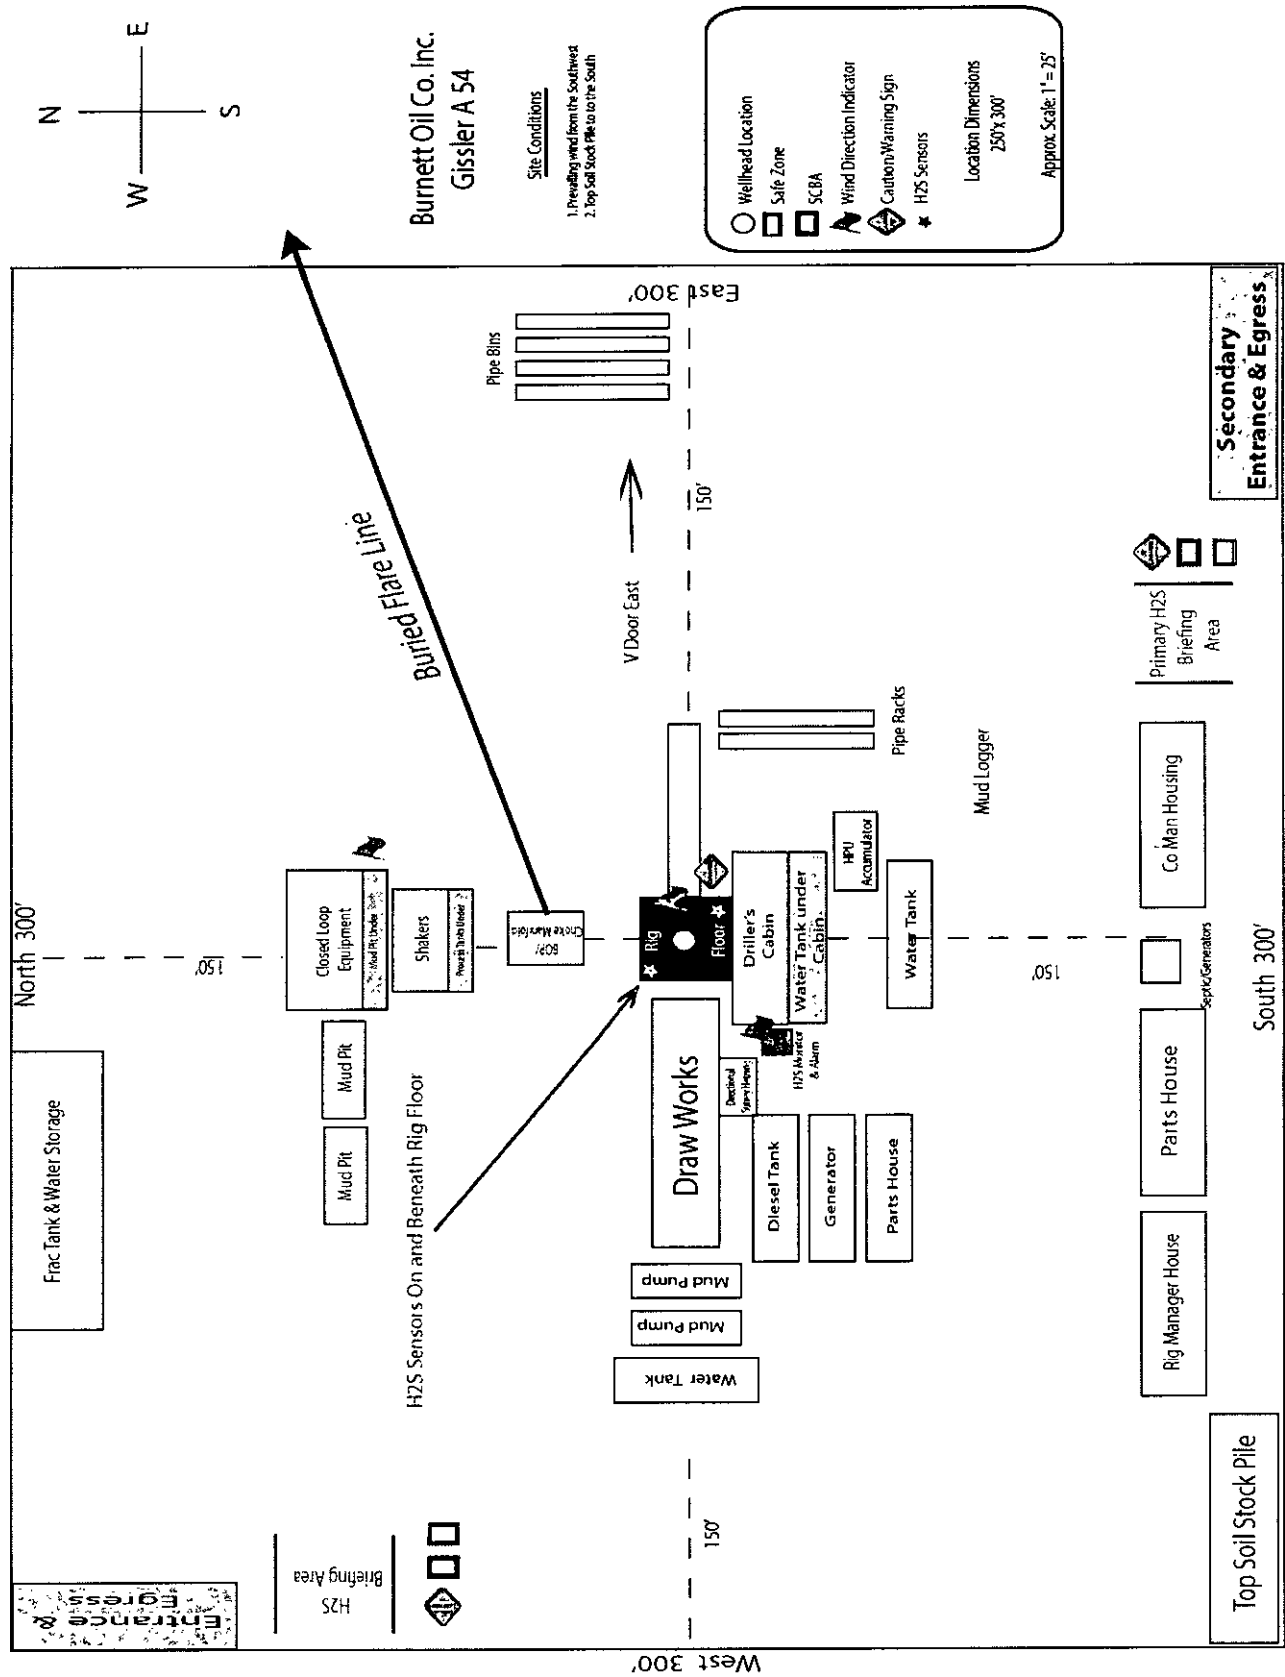 N
W
E
S
Burnett Oil Co. Inc.
Gissler A 54
Site Conditions
1. Prevailing wind from the Southwest
2. Top Soil Stock Pile to to the South
Wellhead Location
Safe Zone
SCBA
Wind Direction Indicator
Caution/Warning Sign
H2S Sensors
Location Dimensions
250'x 300'
Approx. Scale: 1" = 25'
North 300'
150'
Entrance &
Egress
Frac Tank & Water Storage
H2S
Briefing Area
Mud Pit
Mud Pit
Closed Loop
Equipment
Mud Pit Under
Shakers
Tanks Under
Choke Manifold
Buried Flare Line
H2S Sensors On and Beneath Rig Floor
Pipe Bins
V Door East
East 300'
150'
West 300'
150'
Water Tank
Mud Pump
Mud Pump
Draw Works
Rig
Floor
Driller's
Cabin
Water Tank under
Cabin
Directional
H2S Monitor
& Alarm
Diesel Tank
Generator
Parts House
HPU
Accumulator
Water Tank
Pipe Racks
Mud Logger
150'
Top Soil Stock Pile
Rig Manager House
Parts House
Septic/Generators
Co Man Housing
Primary H2S
Briefing
Area
Secondary
Entrance & Egress
South 300'